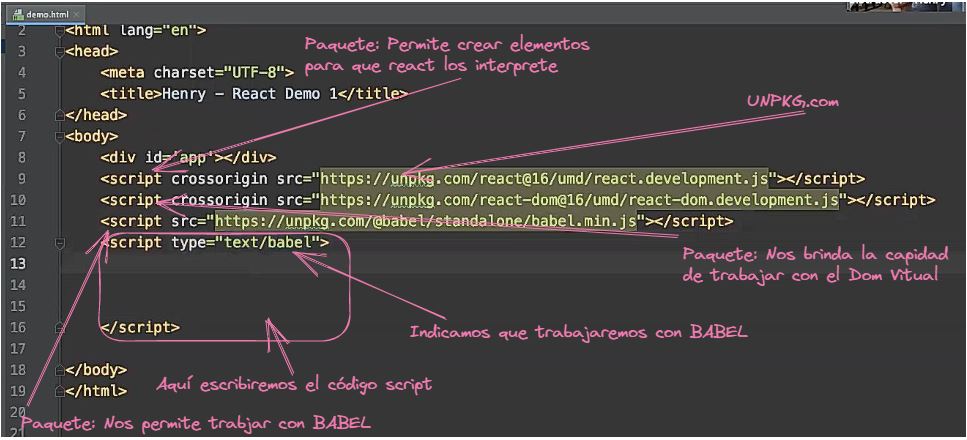 demo.html
2 <html lang="en">
3 <head>
Paquete: Permite crear elementos
para que react los interprete
4 <meta charset="UTF-8">
5 <title>Henry - React Demo 1</title>
UNPKG.com
6 </head>
7 <body>
8 <div id='app'></div>
9 <script crossorigin src="https://unpkg.com/react@16/umd/react.development.js"></script>
10 <script crossorigin src="https://unpkg.com/react-dom@16/umd/react-dom.development.js"></script>
11 <script src="https://unpkg.com/@babel/standalone/babel.min.js"></script>
12 <script type="text/babel">
Paquete: Nos brinda la capidad
de trabajar con el Dom Vitual
13
14
15
16 </script>
Indicamos que trabajaremos con BABEL
17
18 </body>
Aquí escribiremos el código script
19 </html>
20
Paquete: Nos permite trabjar con BABEL
21